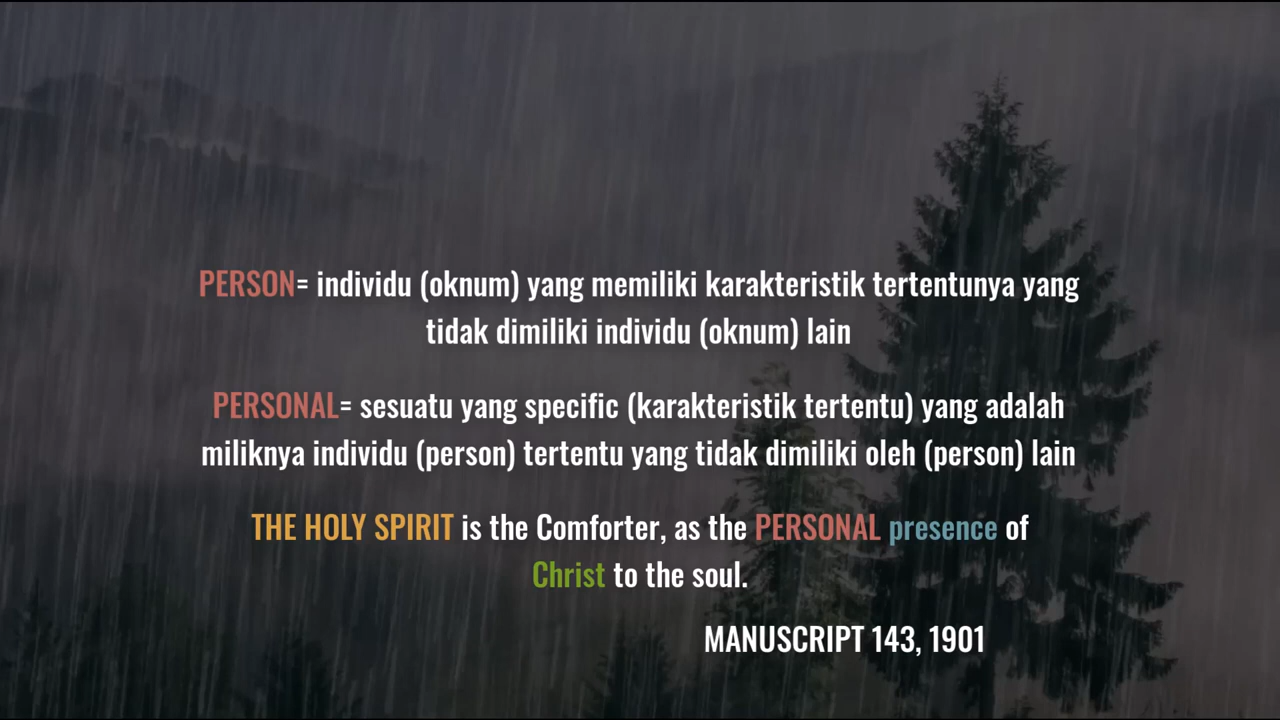 PERSON= individu (oknum) yang memiliki karakteristik tertentunya yang
tidak dimiliki individu (oknum) lain
PERSONAL= sesuatu yang specific (karakteristik tertentu) yang adalah
miliknya individu (person) tertentu yang tidak dimiliki oleh (person) lain
THE HOLY SPIRIT is the Comforter, as the PERSONAL presence of
Christ to the soul.
MANUSCRIPT 143, 1901